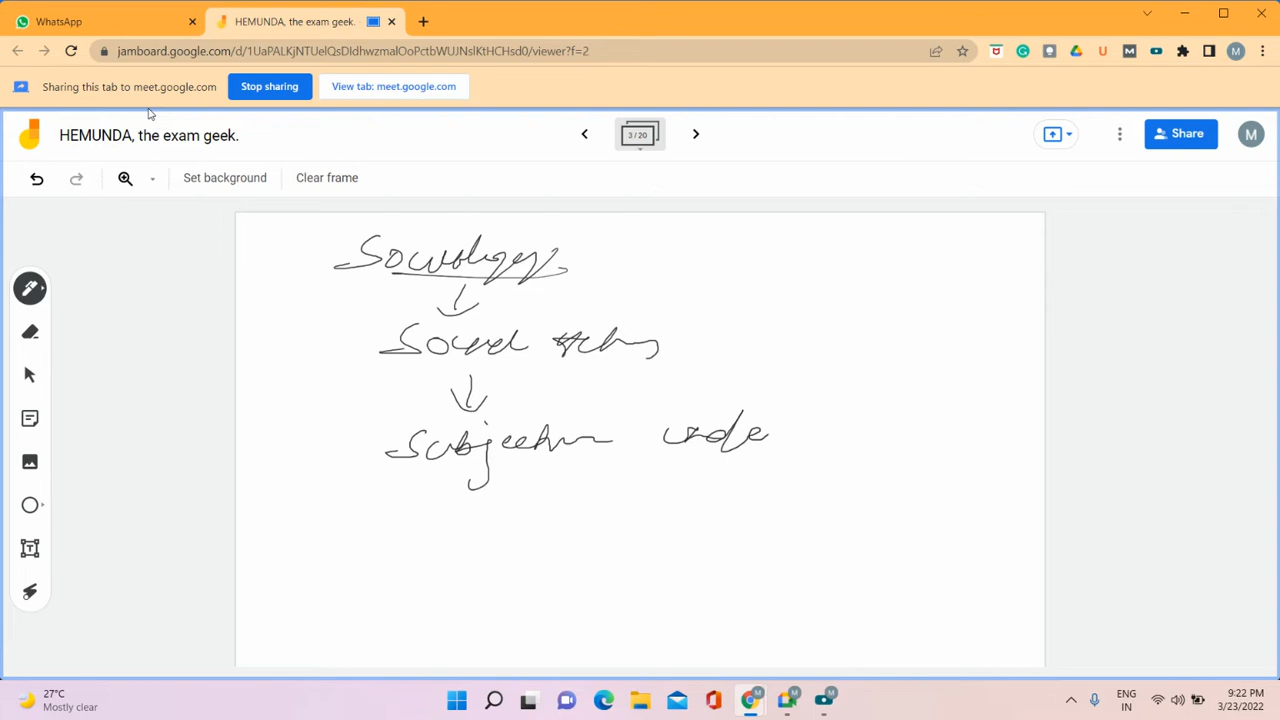 WhatsApp
HEMUNDA, the exam geek.
jamboard.google.com/d/1UaPALKjNTUelQsDIdhwzmalOoPctbWUJNslKtHCHsd0/viewer?f=2
Sharing this tab to meet.google.com
Stop sharing
View tab: meet.google.com
HEMUNDA, the exam geek.
3 / 20
Share
M
Set background
Clear frame
Sociology
Social
27°C
Mostly clear
ENG
IN
9:22 PM
3/23/2022